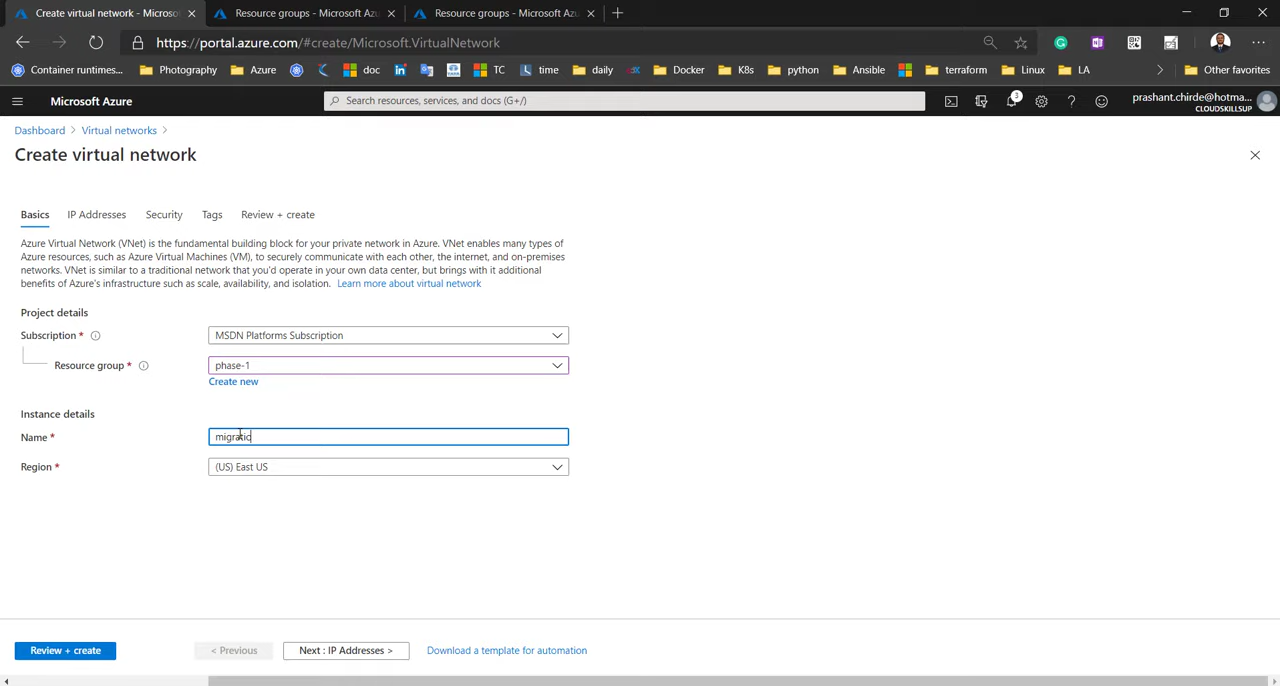 Create virtual network - Microso
Resource groups - Microsoft Azu
Resource groups - Microsoft Azu
https://portal.azure.com/#create/Microsoft.VirtualNetwork
Container runtimes...
Photography
Azure
doc
TC
time
daily
Docker
K8s
python
Ansible
terraform
Linux
LA
Other favorites
Microsoft Azure
Search resources, services, and docs (G+/)
3
prashant.chirde@hotma...
CLOUDSKILLSUP
Dashboard > Virtual networks >
Create virtual network
Basics
IP Addresses
Security
Tags
Review + create
Azure Virtual Network (VNet) is the fundamental building block for your private network in Azure. VNet enables many types of
Azure resources, such as Azure Virtual Machines (VM), to securely communicate with each other, the internet, and on-premises
networks. VNet is similar to a traditional network that you'd operate in your own data center, but brings with it additional
benefits of Azure's infrastructure such as scale, availability, and isolation. Learn more about virtual network
Project details
Subscription *
MSDN Platforms Subscription
Resource group *
phase-1
Create new
Instance details
Name *
migratio
Region *
(US) East US
Review + create
< Previous
Next : IP Addresses >
Download a template for automation